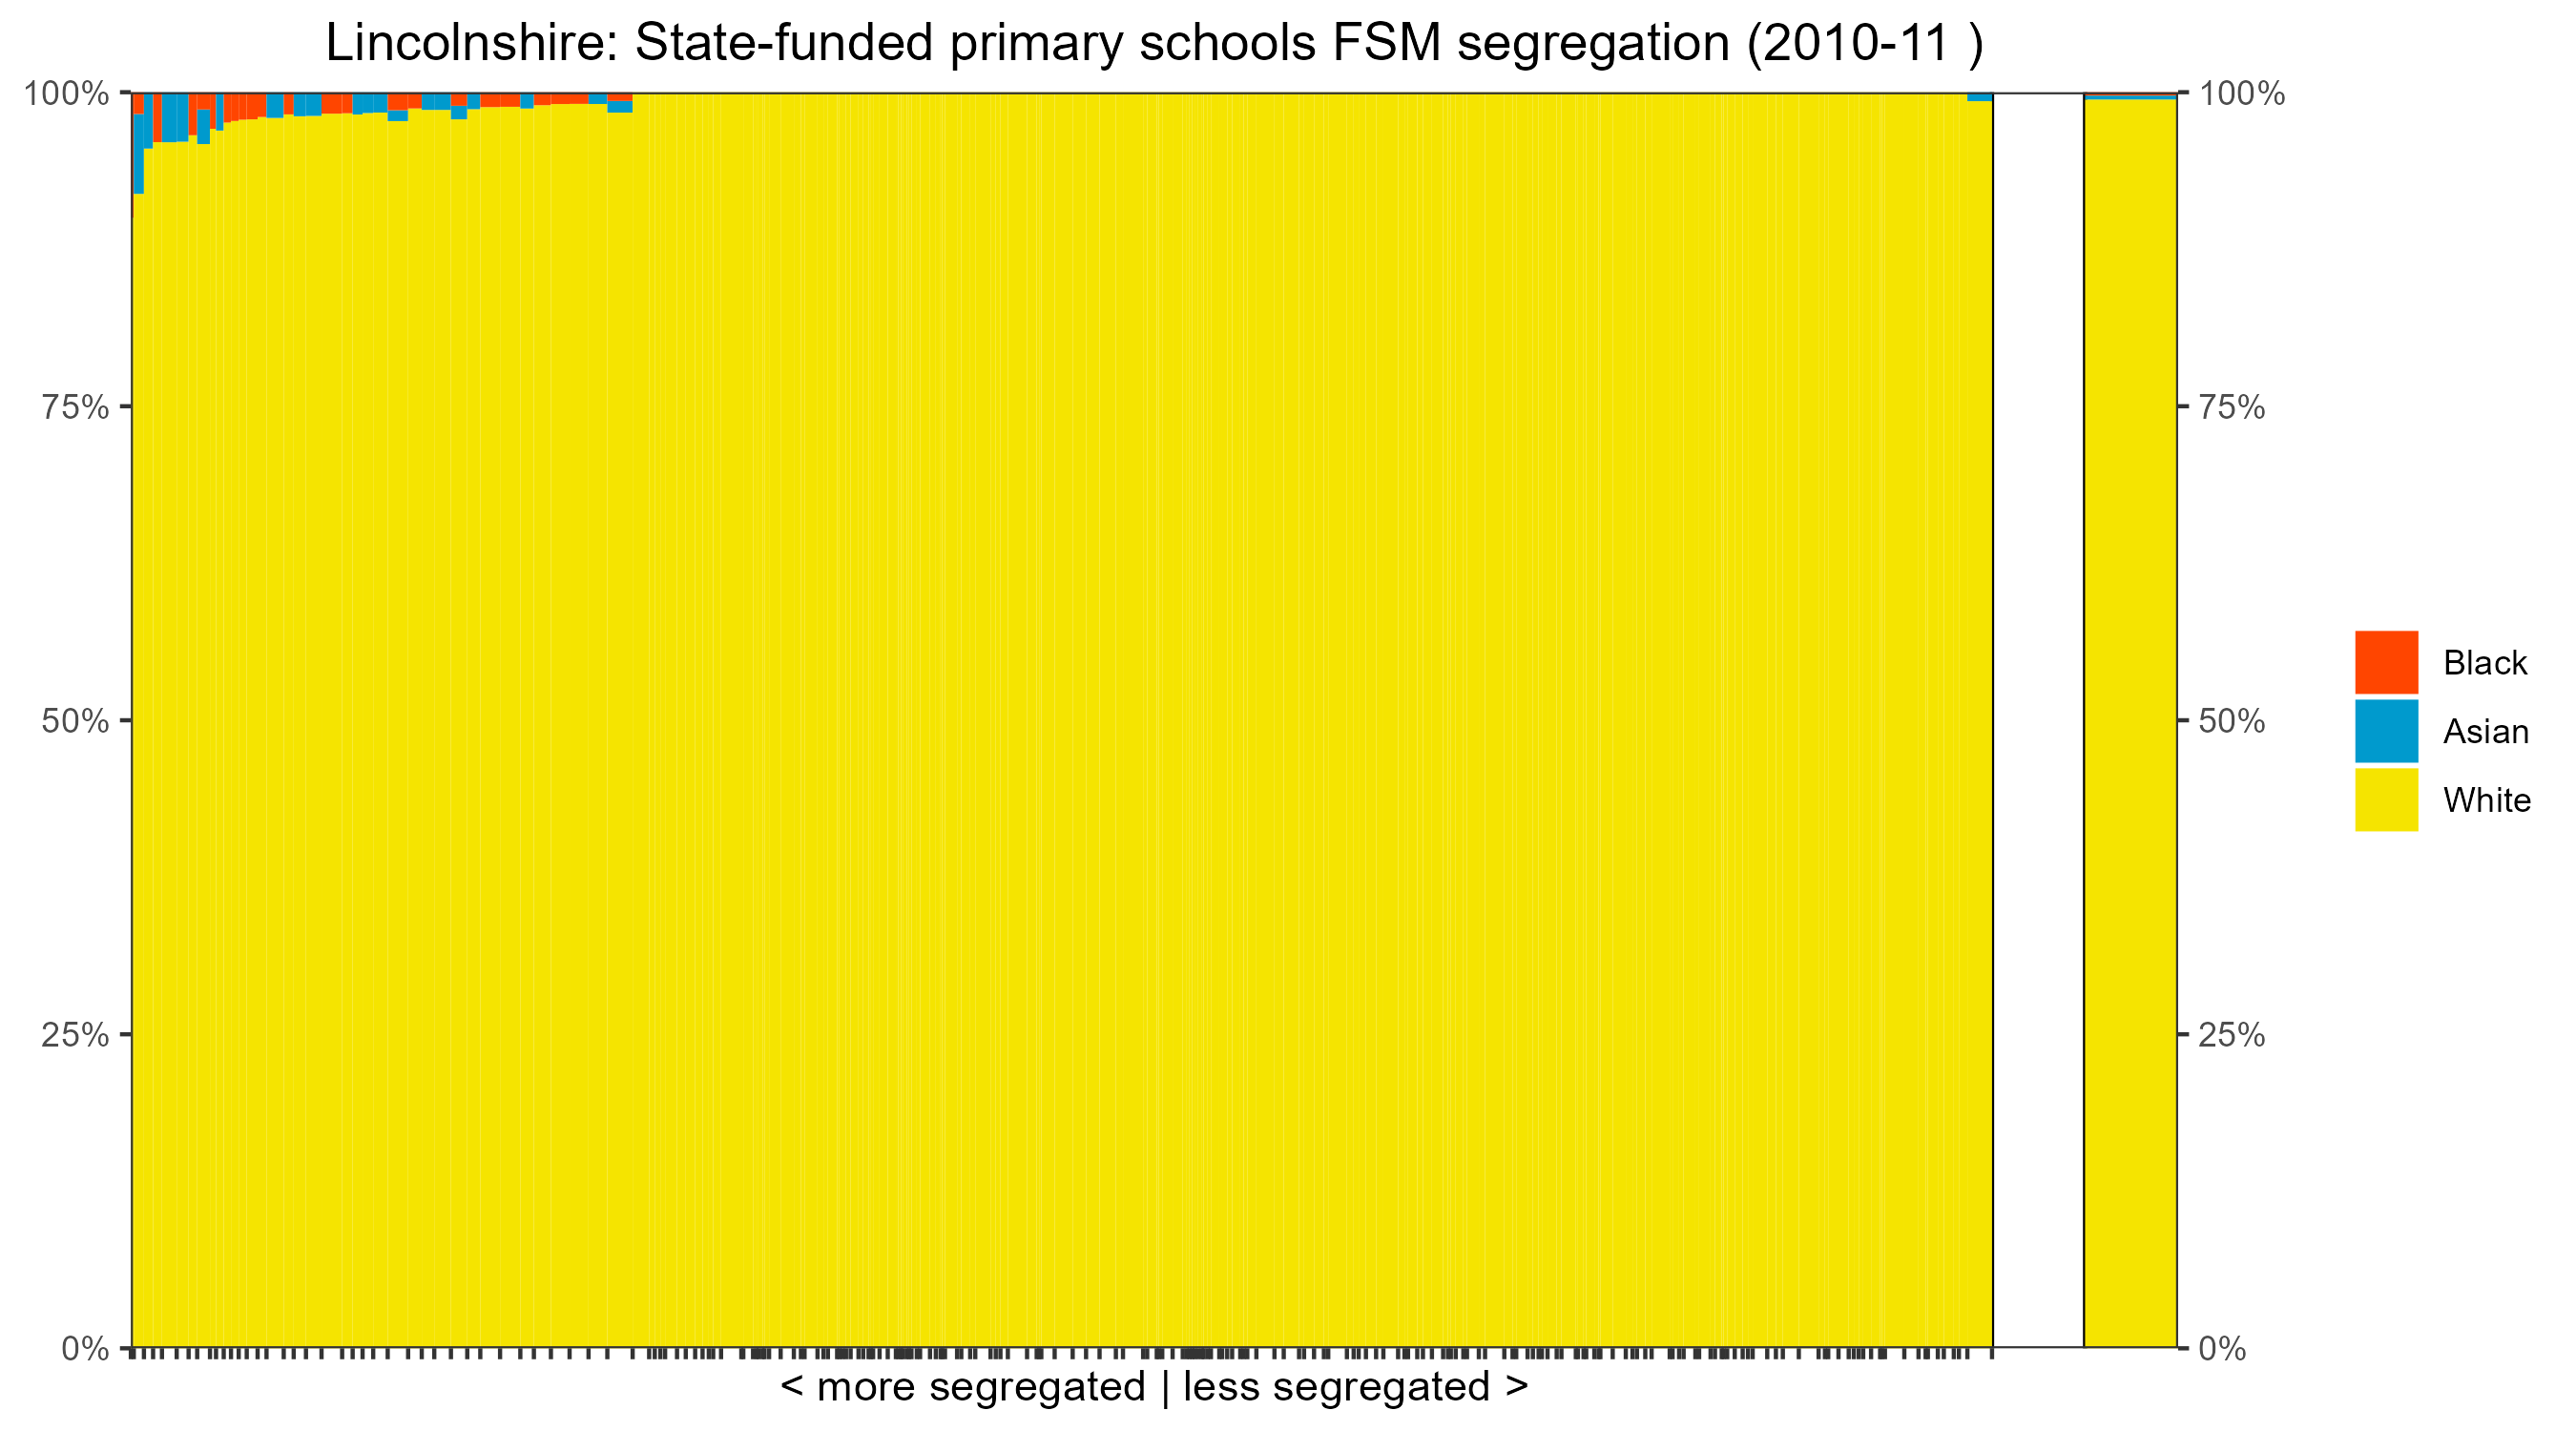 Lincolnshire: State-funded primary schools FSM segregation (2010-11 )
100%
75%
50%
25%
0%
100%
75%
50%
25%
0%
< more segregated | less segregated >
Black
Asian
White